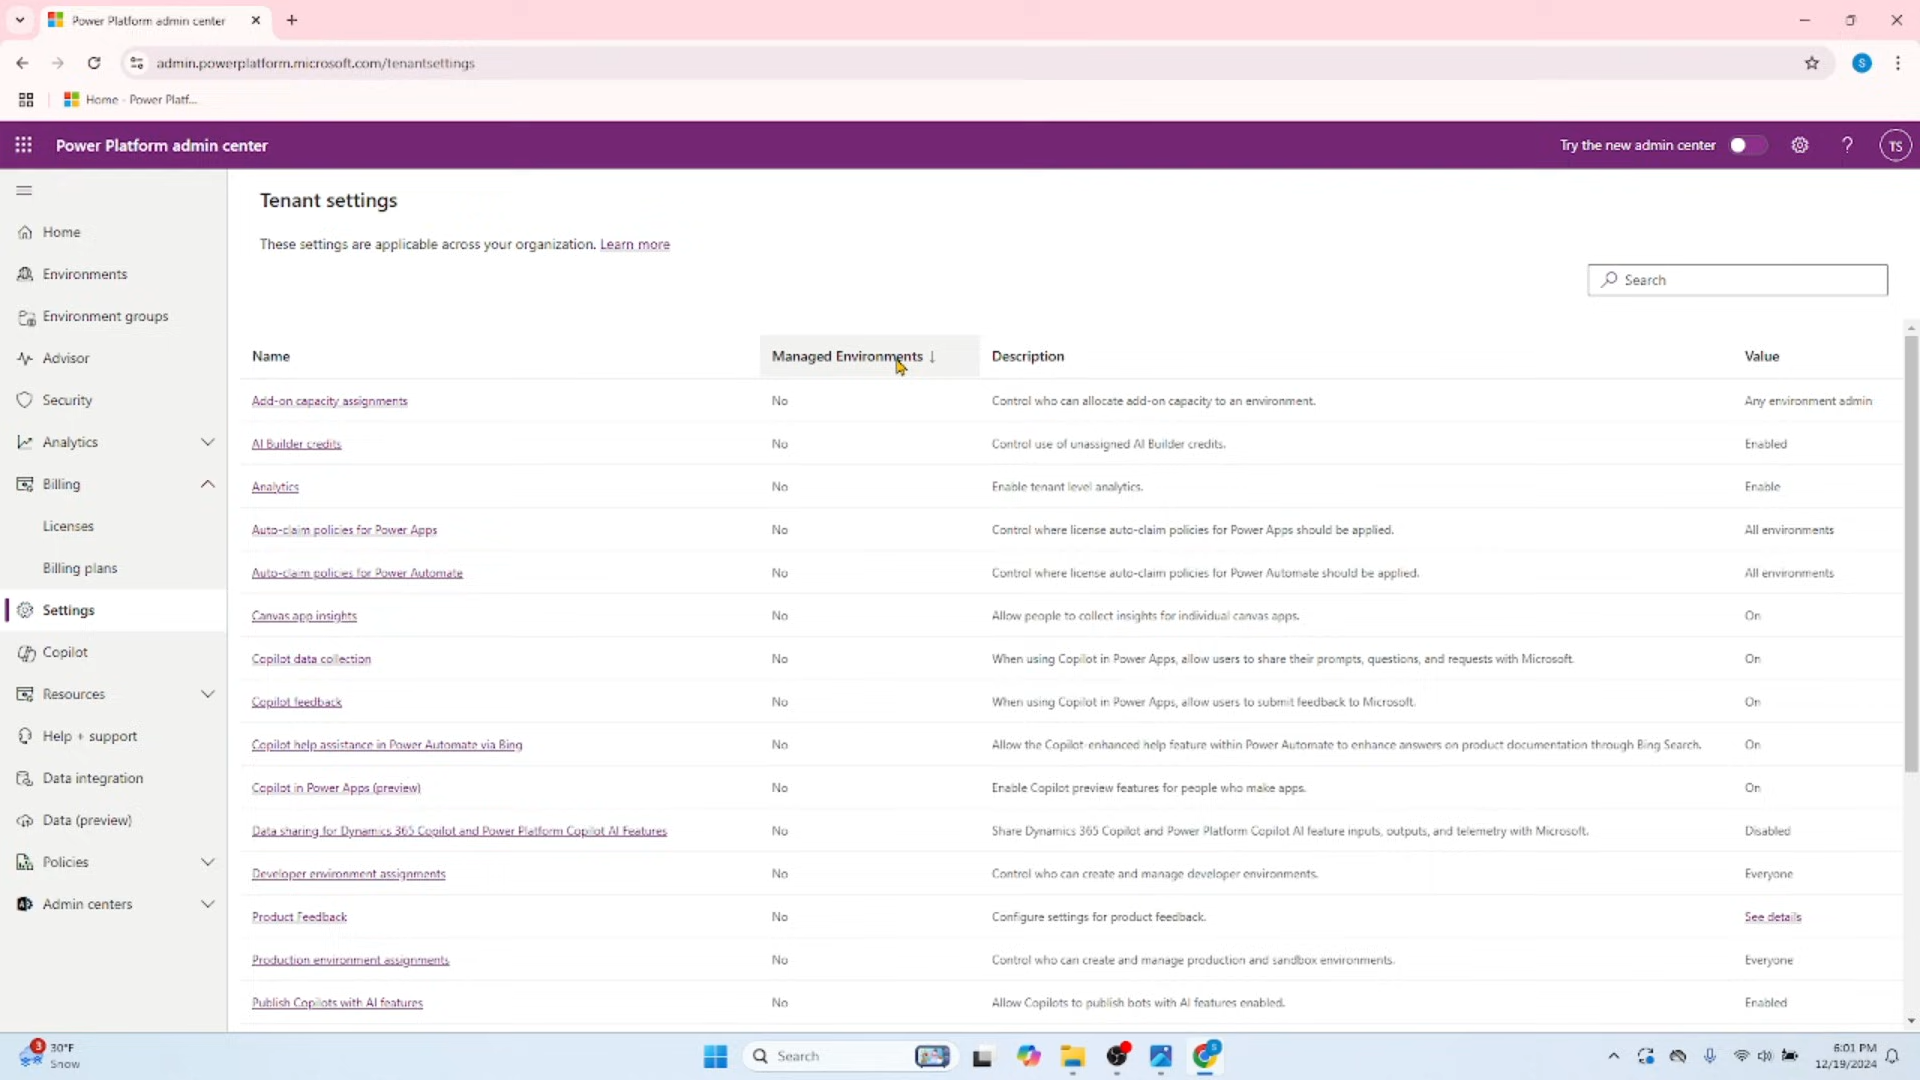 Power Platform admin center
admin.powerplatform.microsoft.com/tenantsettings
S
Home - Power Platf...
Power Platform admin center
Try the new admin center
?
TS
Home
Environments
Environment groups
Advisor
Security
Analytics
Billing
Licenses
Billing plans
Settings
Copilot
Resources
Help + support
Data integration
Data (preview)
Policies
Admin centers
Tenant settings
These settings are applicable across your organization. Learn more
Search
Name Managed Environments ↓ Description Value
Add-on capacity assignments No Control who can allocate add-on capacity to an environment. Any environment admin
AI Builder credits No Control use of unassigned AI Builder credits. Enabled
Analytics No Enable tenant level analytics. Enable
Auto-claim policies for Power Apps No Control where license auto-claim policies for Power Apps should be applied. All environments
Auto-claim policies for Power Automate No Control where license auto-claim policies for Power Automate should be applied. All environments
Canvas app insights No Allow people to collect insights for individual canvas apps. On
Copilot data collection No When using Copilot in Power Apps, allow users to share their prompts, questions, and requests with Microsoft. On
Copilot feedback No When using Copilot in Power Apps, allow users to submit feedback to Microsoft. On
Copilot help assistance in Power Automate via Bing No Allow the Copilot-enhanced help feature within Power Automate to enhance answers on product documentation through Bing Search. On
Copilot in Power Apps (preview) No Enable Copilot preview features for people who make apps. On
Data sharing for Dynamics 365 Copilot and Power Platform Copilot AI Features No Share Dynamics 365 Copilot and Power Platform Copilot AI feature inputs, outputs, and telemetry with Microsoft. Disabled
Developer environment assignments No Control who can create and manage developer environments. Everyone
Product Feedback No Configure settings for product feedback. See details
Production environment assignments No Control who can create and manage production and sandbox environments. Everyone
Publish Copilots with AI features No Allow Copilots to publish bots with AI features enabled. Enabled
3
30°F
Snow
Search
S
6:01 PM
12/19/2024